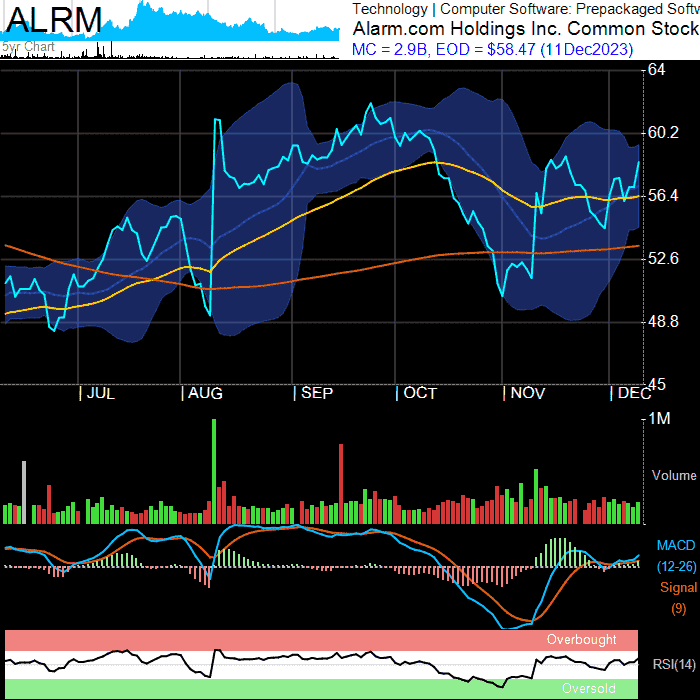 ALRM
5yr Chart
Technology | Computer Software: Prepackaged Softw
Alarm.com Holdings Inc. Common Stock
MC = 2.9B, EOD = $58.47 (11Dec2023)
64
60.2
56.4
52.6
48.8
45
| JUL | AUG | SEP | OCT | NOV | DEC
1M
Volume
MACD
(12-26)
Signal
(9)
Overbought
RSI(14)
Oversold